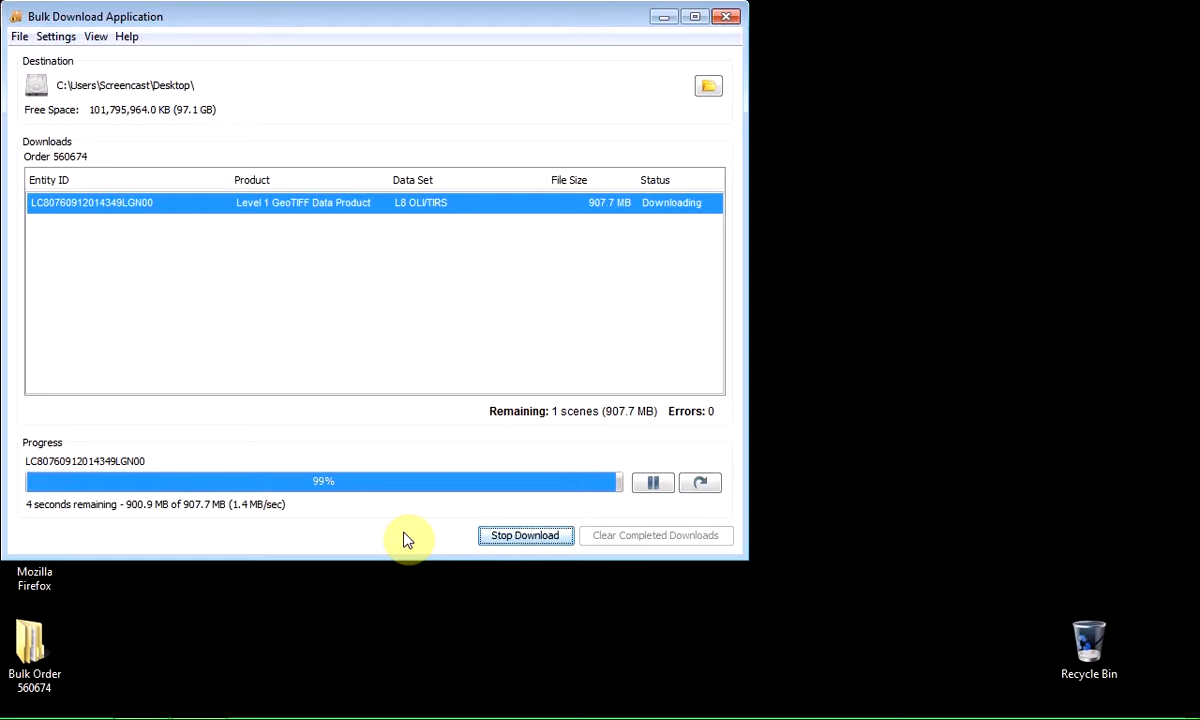 Bulk Download Application
File Settings View Help
Destination
C:\Users\Screencast\Desktop\
Free Space: 101,795,964.0 KB (97.1 GB)
Downloads
Order 560674
Entity ID Product Data Set File Size Status
LC80760912014349LGN00 Level 1 GeoTIFF Data Product L8 OLI/TIRS 907.7 MB Downloading
Remaining: 1 scenes (907.7 MB) Errors: 0
Progress
LC80760912014349LGN00
99%
4 seconds remaining - 900.9 MB of 907.7 MB (1.4 MB/sec)
Stop Download Clear Completed Downloads
Mozilla
Firefox
Bulk Order
560674
Recycle Bin